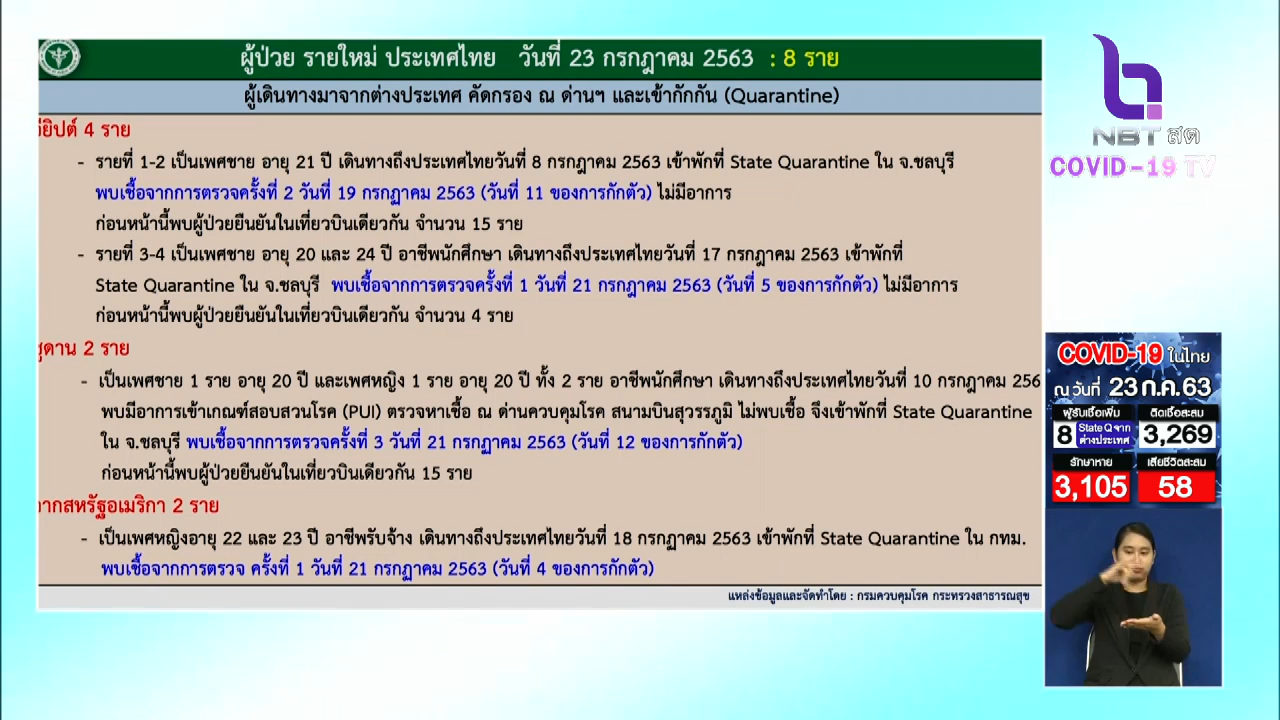 ผู้ป่วย รายใหม่ ประเทศไทย วันที่ 23 กรกฎาคม 2563 : 8 ราย
ผู้เดินทางมาจากต่างประเทศ คัดกรอง ณ ด่านฯ และเข้ากักกัน (Quarantine)
ยิปต์ 4 ราย
- รายที่ 1-2 เป็นเพศชาย อายุ 21 ปี เดินทางถึงประเทศไทยวันที่ 8 กรกฎาคม 2563 เข้าพักที่ State Quarantine ใน จ.ชลบุรี
พบเชื้อจากการตรวจครั้งที่ 2 วันที่ 19 กรกฎาคม 2563 (วันที่ 11 ของการกักตัว) ไม่มีอาการ
ก่อนหน้านี้พบผู้ป่วยยืนยันในเที่ยวบินเดียวกัน จำนวน 15 ราย
- รายที่ 3-4 เป็นเพศชาย อายุ 20 และ 24 ปี อาชีพนักศึกษา เดินทางถึงประเทศไทยวันที่ 17 กรกฎาคม 2563 เข้าพักที่
State Quarantine ใน จ.ชลบุรี พบเชื้อจากการตรวจครั้งที่ 1 วันที่ 21 กรกฎาคม 2563 (วันที่ 5 ของการกักตัว) ไม่มีอาการ
ก่อนหน้านี้พบผู้ป่วยยืนยันในเที่ยวบินเดียวกัน จำนวน 4 ราย
ซูดาน 2 ราย
- เป็นเพศชาย 1 ราย อายุ 20 ปี และเพศหญิง 1 ราย อายุ 20 ปี ทั้ง 2 ราย อาชีพนักศึกษา เดินทางถึงประเทศไทยวันที่ 10 กรกฎาคม 256
พบมีอาการเข้าเกณฑ์สอบสวนโรค (PUI) ตรวจหาเชื้อ ณ ด่านควบคุมโรค สนามบินสุวรรภูมิ ไม่พบเชื้อ จึงเข้าพักที่ State Quarantine
ใน จ.ชลบุรี พบเชื้อจากการตรวจครั้งที่ 3 วันที่ 21 กรกฎาคม 2563 (วันที่ 12 ของการกักตัว)
ก่อนหน้านี้พบผู้ป่วยยืนยันในเที่ยวบินเดียวกัน 15 ราย
จากสหรัฐอเมริกา 2 ราย
- เป็นเพศหญิงอายุ 22 และ 23 ปี อาชีพรับจ้าง เดินทางถึงประเทศไทยวันที่ 18 กรกฎาคม 2563 เข้าพักที่ State Quarantine ใน กทม.
พบเชื้อจากการตรวจ ครั้งที่ 1 วันที่ 21 กรกฎาคม 2563 (วันที่ 4 ของการกักตัว)
แหล่งข้อมูลและจัดทำโดย : กรมควบคุมโรค กระทรวงสาธารณสุข
NBT สด
COVID-19 TV
COVID-19 ในไทย
ณ วันที่ 23 ก.ค. 63
ผู้รับเชื้อเพิ่ม ติดเชื้อสะสม
8 State Q จาก ต่างประเทศ 3,269
รักษาหาย เสียชีวิตสะสม
3,105 58